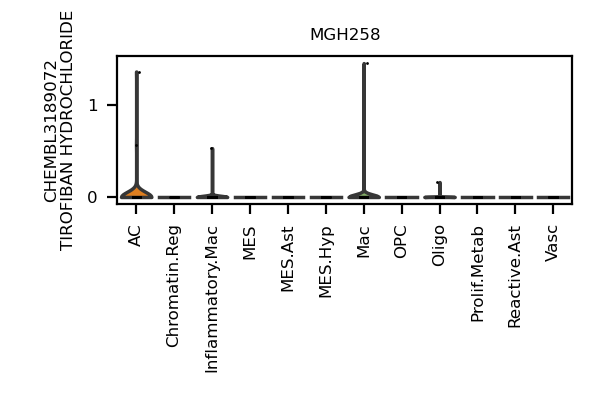 MGH258
CHEMBL3189072
TIROFIBAN HYDROCHLORIDE
1
0
AC
Chromatin.Reg
Inflammatory.Mac
MES
MES.Ast
MES.Hyp
Mac
OPC
Oligo
Prolif.Metab
Reactive.Ast
Vasc